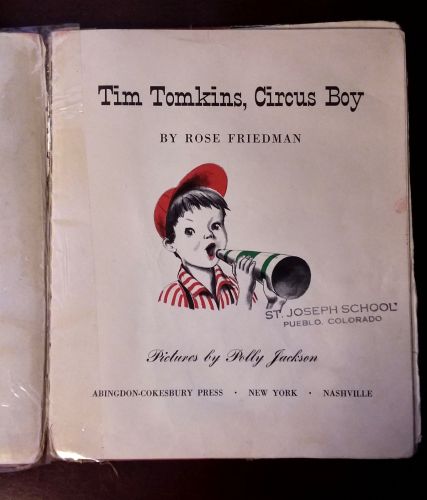 Tim Tomkins, Circus Boy
BY ROSE FRIEDMAN
ST. JOSEPH SCHOOL
PUEBLO, COLORADO
Pictures by Polly Jackson
ABINGDON-COKESBURY PRESS · NEW YORK · NASHVILLE